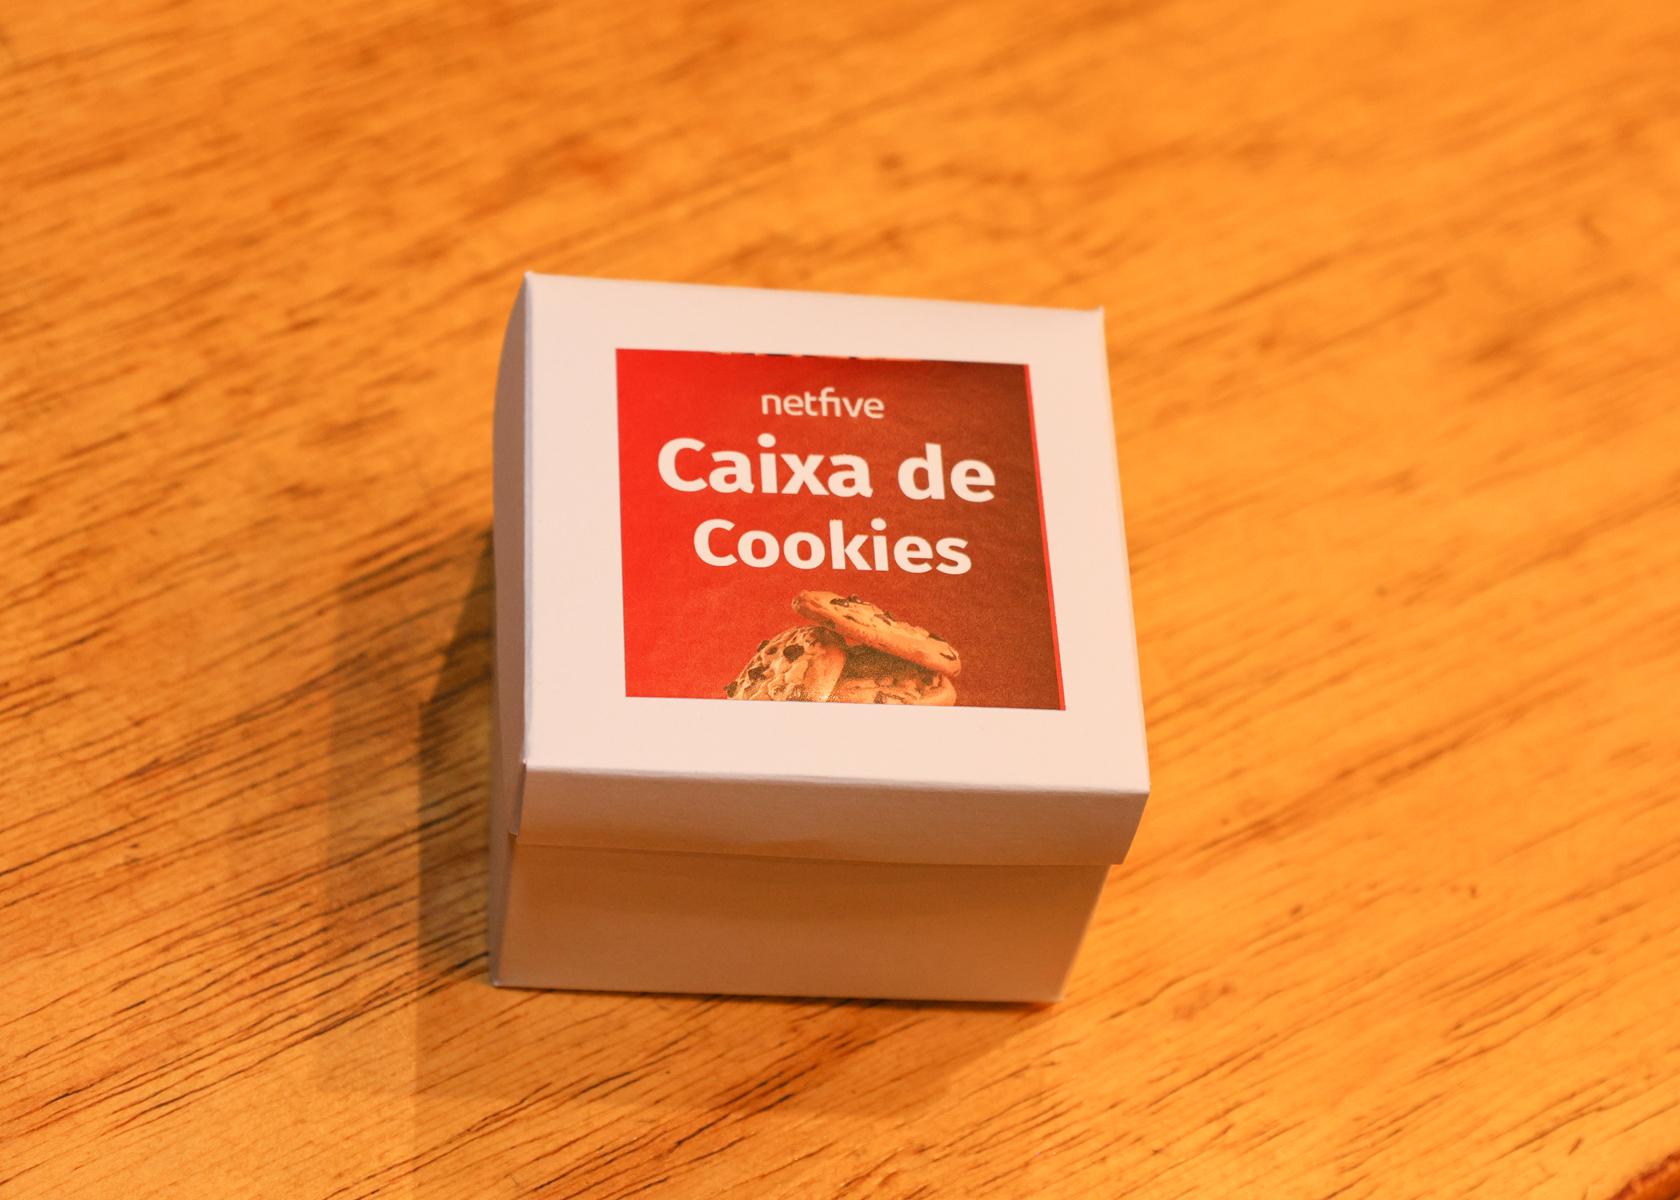 netfive
Caixa de
Cookies